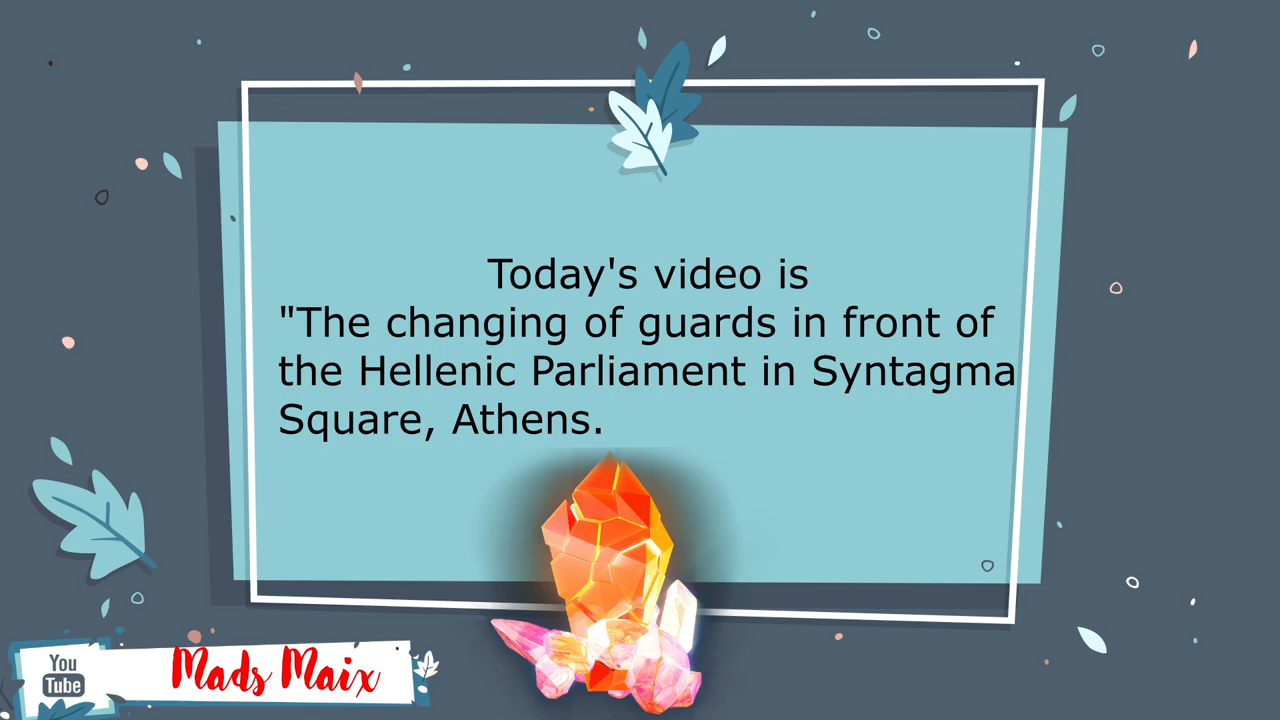 Today's video is
"The changing of guards in front of
the Hellenic Parliament in Syntagma
Square, Athens.
You
Tube
Mads Maix